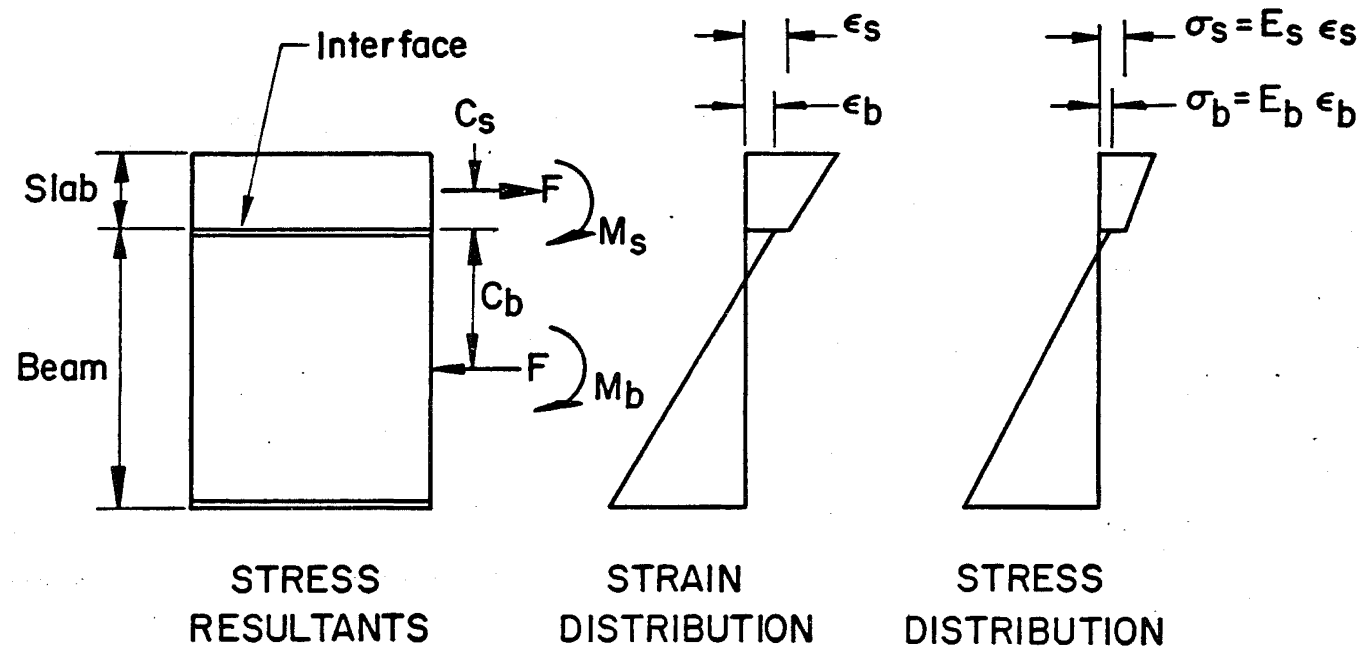 Interface
Slab
Beam
Cs
F
Ms
Cb
F
Mb
STRESS
RESULTANTS
ϵs
ϵb
STRAIN
DISTRIBUTION
σs = Es ϵs
σb = Eb ϵb
STRESS
DISTRIBUTION